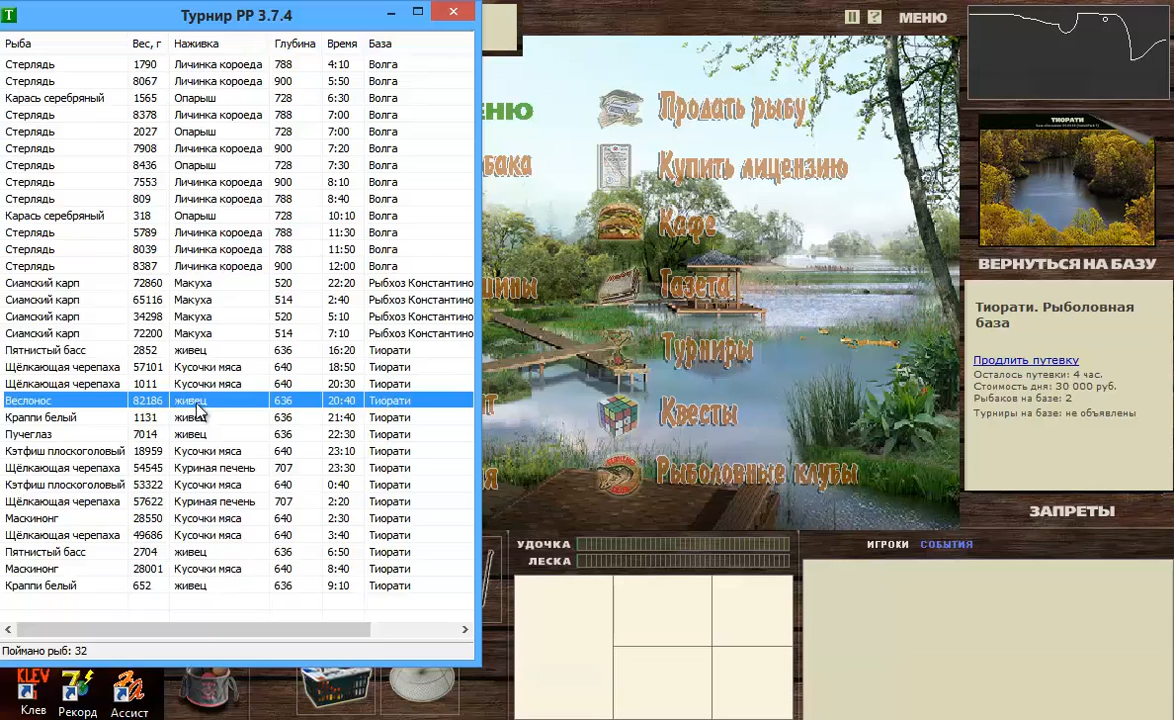 Турнир РР 3.7.4
Рыба Вес, г Наживка Глубина Время База
Стерлядь 1790 Личинка короеда 788 4:10 Волга
Стерлядь 8067 Личинка короеда 900 5:50 Волга
Карась серебряный 1565 Опарыш 728 6:30 Волга
Стерлядь 8378 Личинка короеда 788 7:00 Волга
Стерлядь 2027 Опарыш 728 7:00 Волга
Стерлядь 7908 Личинка короеда 788 7:20 Волга
Стерлядь 8436 Опарыш 728 7:30 Волга
Стерлядь 7553 Личинка короеда 900 8:10 Волга
Стерлядь 809 Личинка короеда 788 8:40 Волга
Карась серебряный 318 Опарыш 728 10:10 Волга
Стерлядь 5789 Личинка короеда 788 11:30 Волга
Стерлядь 8039 Личинка короеда 788 11:50 Волга
Стерлядь 8387 Личинка короеда 900 12:00 Волга
Сиамский карп 72860 Макуха 520 22:20 Рыбхоз Константино
Сиамский карп 65116 Макуха 514 2:40 Рыбхоз Константино
Сиамский карп 34298 Макуха 520 5:10 Рыбхоз Константино
Сиамский карп 72200 Макуха 514 7:10 Рыбхоз Константино
Пятнистый басс 2852 живец 636 16:20 Тиорати
Щёлкающая черепаха 57101 Кусочки мяса 640 18:50 Тиорати
Щёлкающая черепаха 1011 Кусочки мяса 640 20:30 Тиорати
Веслонос 82186 живец 636 20:40 Тиорати
Краппи белый 1131 живец 636 21:40 Тиорати
Пучеглаз 7014 живец 636 22:30 Тиорати
Кэтфиш плоскоголовый 18959 Кусочки мяса 640 23:10 Тиорати
Щёлкающая черепаха 54545 Куриная печень 707 23:30 Тиорати
Кэтфиш плоскоголовый 53322 Кусочки мяса 640 0:40 Тиорати
Щёлкающая черепаха 57622 Куриная печень 707 2:20 Тиорати
Маскинонг 28550 Кусочки мяса 640 2:30 Тиорати
Щёлкающая черепаха 49686 Кусочки мяса 640 3:40 Тиорати
Пятнистый басс 2704 живец 636 6:50 Тиорати
Маскинонг 28001 Кусочки мяса 640 8:40 Тиорати
Краппи белый 652 живец 636 9:10 Тиорати
Поймано рыб: 32
Клев
Рекорд
Ассист
МЕНЮ
НЮ
Продать рыбу
бака
Купить лицензию
Кафе
Газета
шины
Турниры
Квесты
Рыболовные клубы
УДОЧКА
ЛЕСКА
ТИОРАТИ
ВЕРНУТЬСЯ НА БАЗУ
Тиорати. Рыболовная
база
Продлить путевку
Осталось путевки: 4 час.
Стоимость дня: 30 000 руб.
Рыбаков на базе: 2
Турниры на базе: не объявлены
ЗАПРЕТЫ
ИГРОКИ СОБЫТИЯ